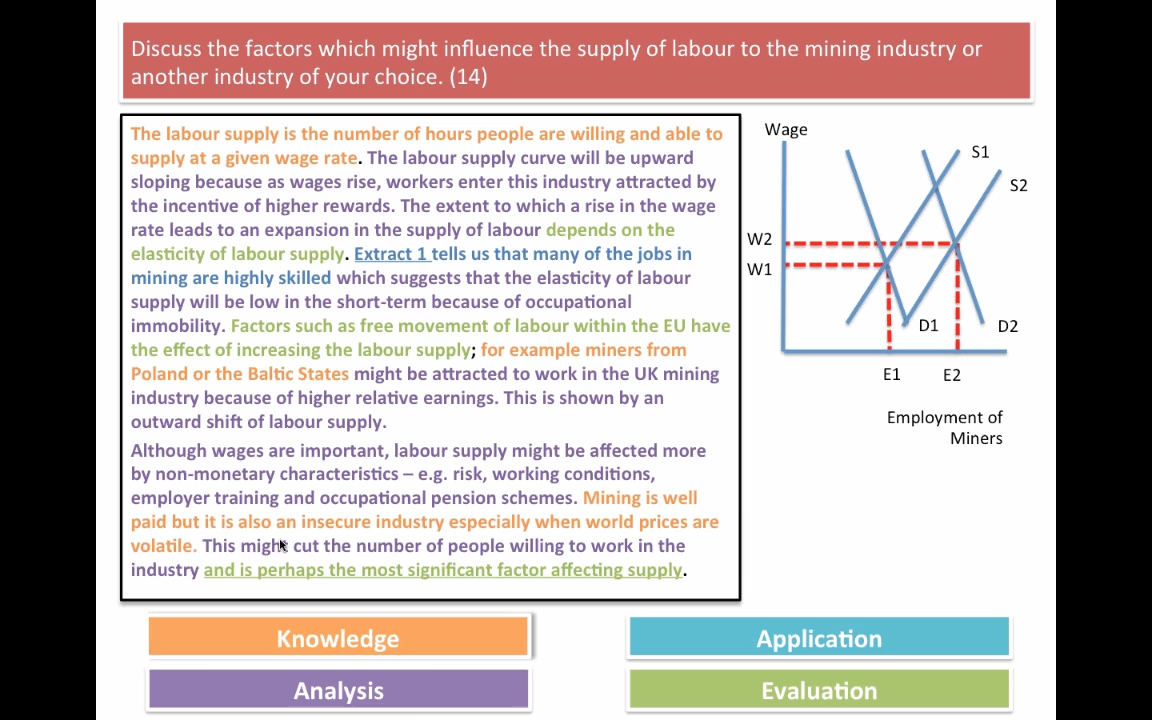 Discuss the factors which might influence the supply of labour to the mining industry or
another industry of your choice. (14)
The labour supply is the number of hours people are willing and able to
supply at a given wage rate. The labour supply curve will be upward
sloping because as wages rise, workers enter this industry attracted by
the incentive of higher rewards. The extent to which a rise in the wage
rate leads to an expansion in the supply of labour depends on the
elasticity of labour supply. Extract 1 tells us that many of the jobs in
mining are highly skilled which suggests that the elasticity of labour
supply will be low in the short-term because of occupational
immobility. Factors such as free movement of labour within the EU have
the effect of increasing the labour supply; for example miners from
Poland or the Baltic States might be attracted to work in the UK mining
industry because of higher relative earnings. This is shown by an
outward shift of labour supply.
Although wages are important, labour supply might be affected more
by non-monetary characteristics – e.g. risk, working conditions,
employer training and occupational pension schemes. Mining is well
paid but it is also an insecure industry especially when world prices are
volatile. This might cut the number of people willing to work in the
industry and is perhaps the most significant factor affecting supply.
Wage
S1
S2
W2
W1
D1
D2
E1
E2
Employment of
Miners
Knowledge
Application
Analysis
Evaluation